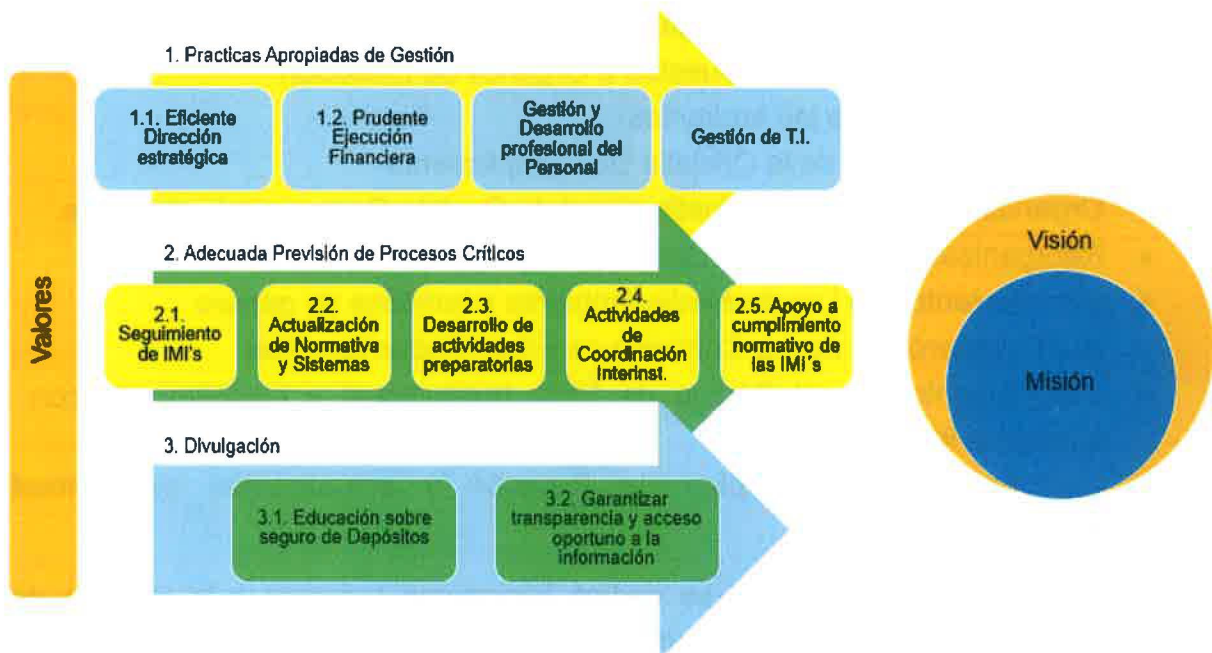 Valores
1. Practicas Apropiadas de Gestión
1.1. Eficiente
Dirección
estratégica
1.2. Prudente
Ejecución
Financiera
Gestión y
Desarrollo
profesional del
Personal
Gestión de T.I.
2. Adecuada Previsión de Procesos Críticos
2.1.
Seguimiento
de IMI's
2.2.
Actualización
de Normativa
y Sistemas
2.3.
Desarrollo de
actividades
preparatorias
2.4.
Actividades
de
Coordinación
Interinst.
2.5. Apoyo a
cumplimiento
normativo de
las IMI´s
3. Divulgación
3.1. Educación sobre
seguro de Depósitos
3.2. Garantizar
transparencia y acceso
oportuno a la
información
Visión
Misión